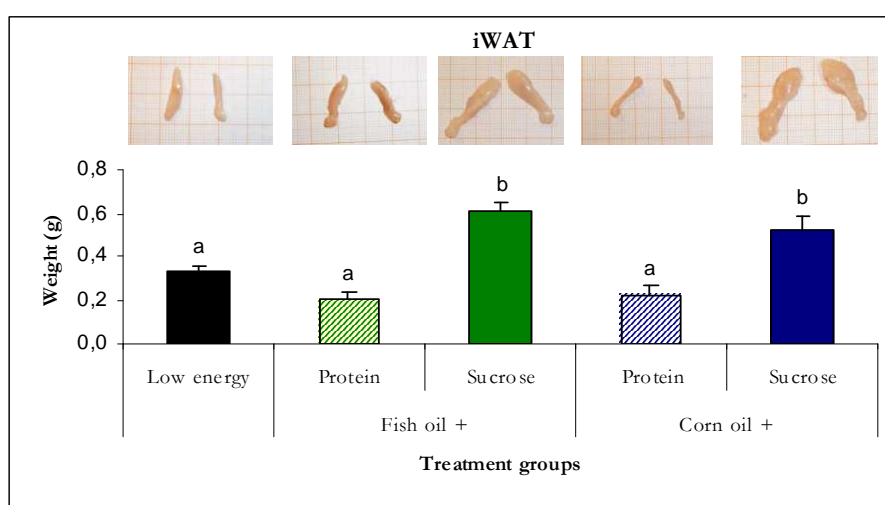 iWAT
0,8
0,6
0,4
0,2
0,0
Weight (g)
a
a
b
a
b
Low energy Protein Sucrose Protein Sucrose
Fish oil + Corn oil +
Treatment groups